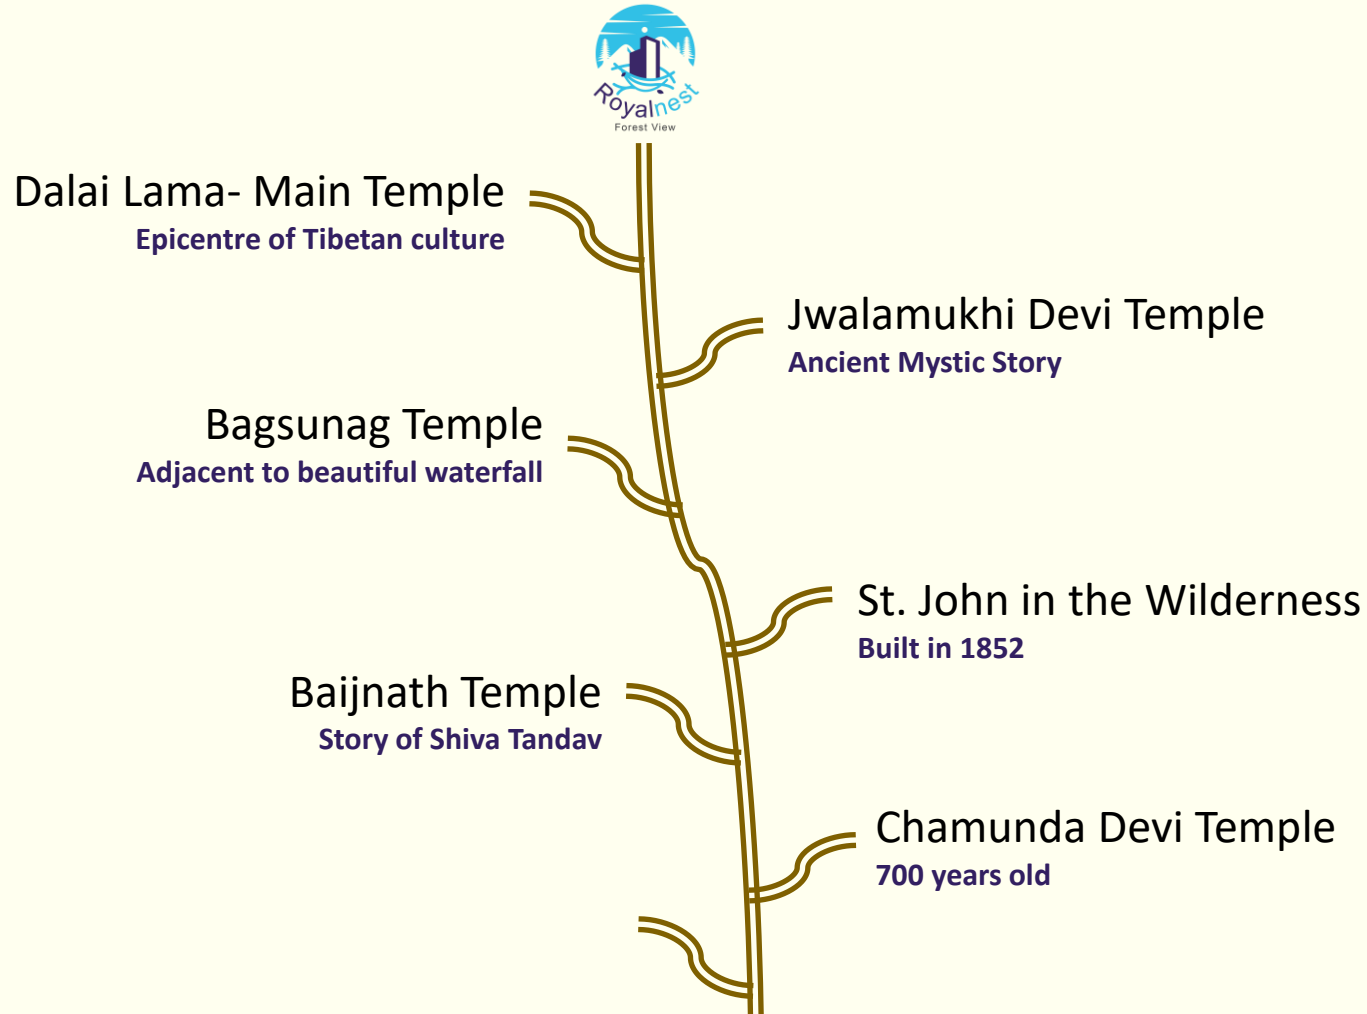 Royalnest
Forest View
Dalai Lama- Main Temple
Epicentre of Tibetan culture
Jwalamukhi Devi Temple
Ancient Mystic Story
Bagsunag Temple
Adjacent to beautiful waterfall
St. John in the Wilderness
Built in 1852
Baijnath Temple
Story of Shiva Tandav
Chamunda Devi Temple
700 years old